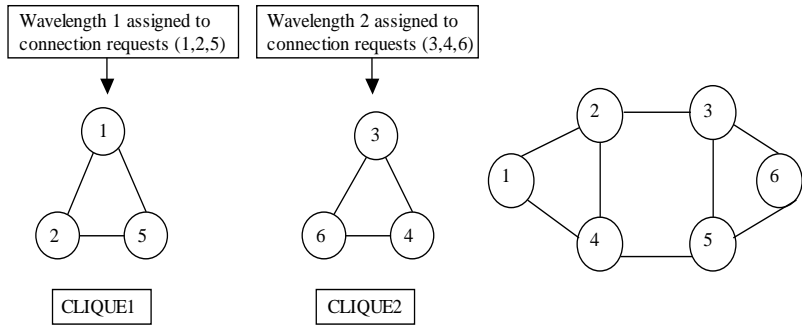 Wavelength 1 assigned to
connection requests (1,2,5)
Wavelength 2 assigned to
connection requests (3,4,6)
1
2
5
CLIQUE1
3
6
4
CLIQUE2
2
3
1
6
4
5